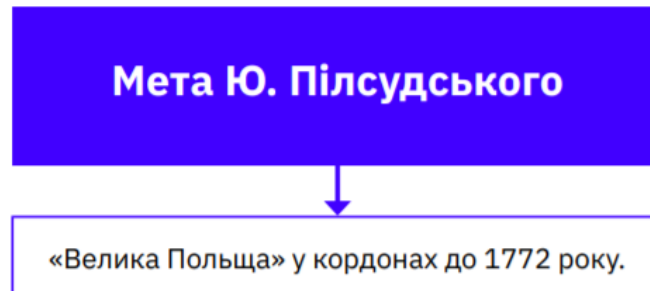 Мета Ю. Пілсудського
«Велика Польща» у кордонах до 1772 року.